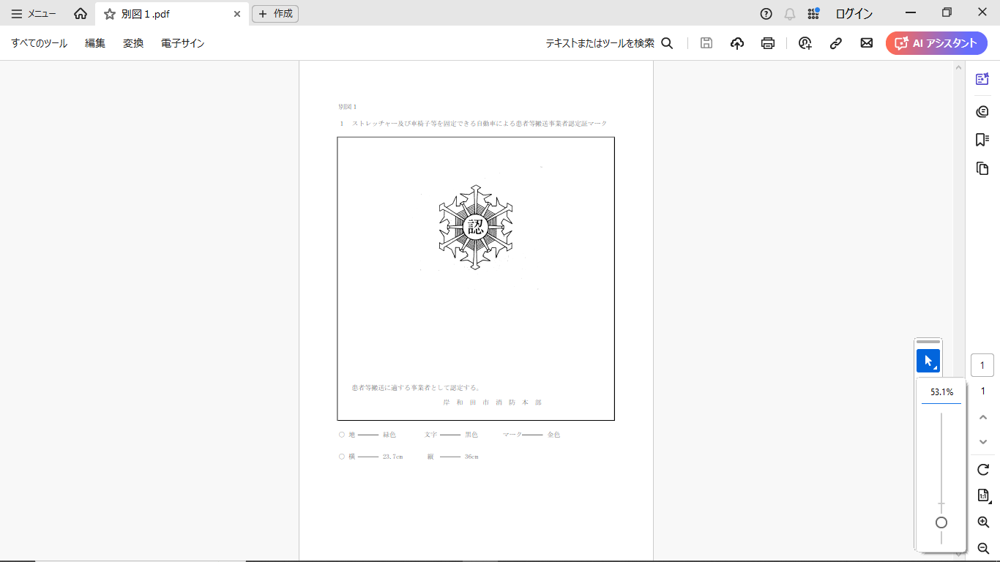 メニュー
別図１.pdf
作成
ログイン
すべてのツール
編集
変換
電子サイン
テキストまたはツールを検索
AI アシスタント
別図１
１ ストレッチャー及び車椅子等を固定できる自動車による患者等搬送事業者認定証マーク
認
患者等搬送に適する事業者として認定する。
岸 和 田 市 消 防 本 部
○ 地 ――― 緑色 文字 ――― 黒色 マーク――― 金色
○ 横 ――― 23.7cm 縦 ――― 36cm
1
53.1%
1
1:1